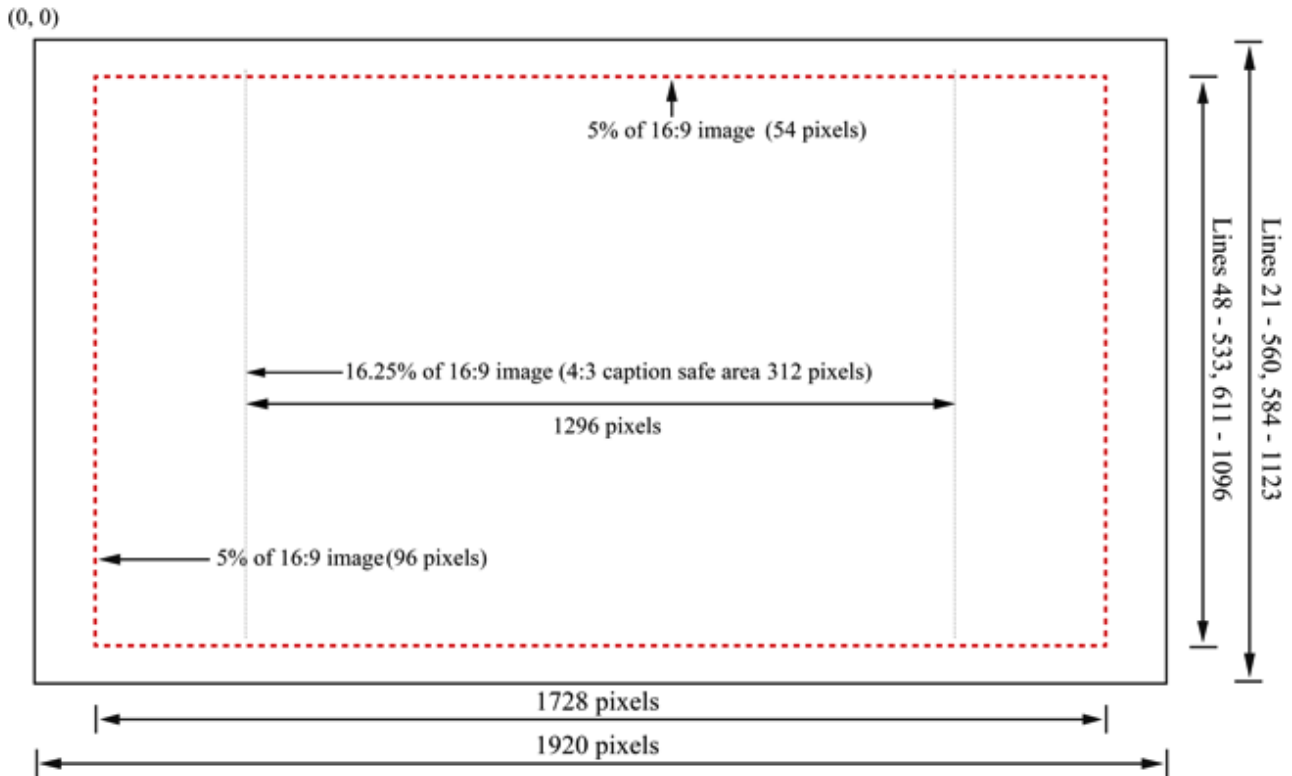 (0, 0)
5% of 16:9 image (54 pixels)
16.25% of 16:9 image (4:3 caption safe area 312 pixels)
1296 pixels
5% of 16:9 image (96 pixels)
Lines 48 - 533, 611 - 1096
Lines 21 - 560, 584 - 1123
1728 pixels
1920 pixels